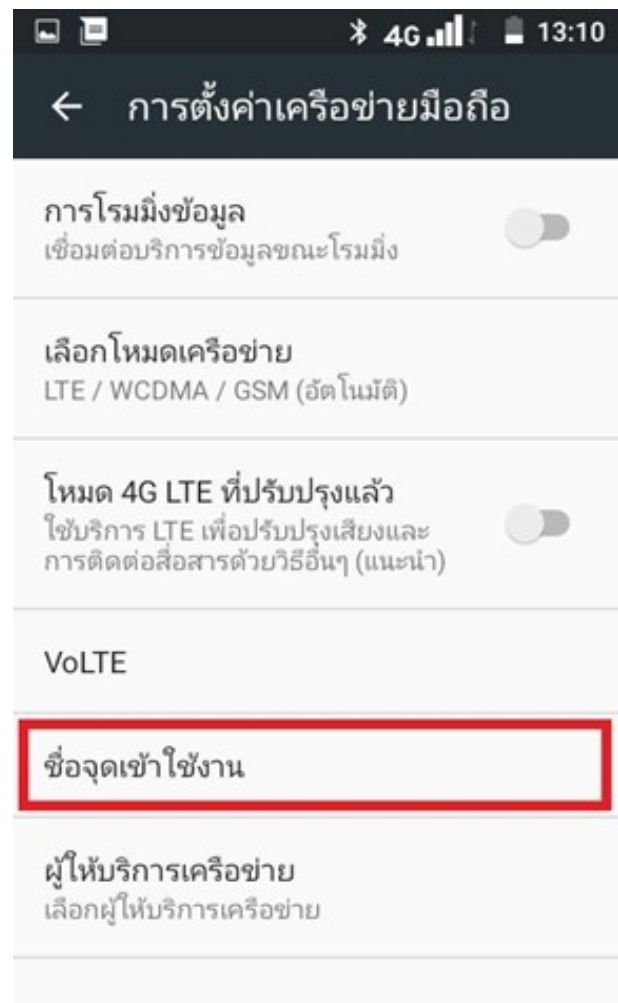 4G 13:10
การตั้งค่าเครือข่ายมือถือ
การโรมมิ่งข้อมูล
เชื่อมต่อบริการข้อมูลขณะโรมมิ่ง
เลือกโหมดเครือข่าย
LTE / WCDMA / GSM (อัตโนมัติ)
โหมด 4G LTE ที่ปรับปรุงแล้ว
ใช้บริการ LTE เพื่อปรับปรุงเสียงและ
การติดต่อสื่อสารด้วยวิธีอื่นๆ (แนะนำ)
VoLTE
ชื่อจุดเข้าใช้งาน
ผู้ให้บริการเครือข่าย
เลือกผู้ให้บริการเครือข่าย